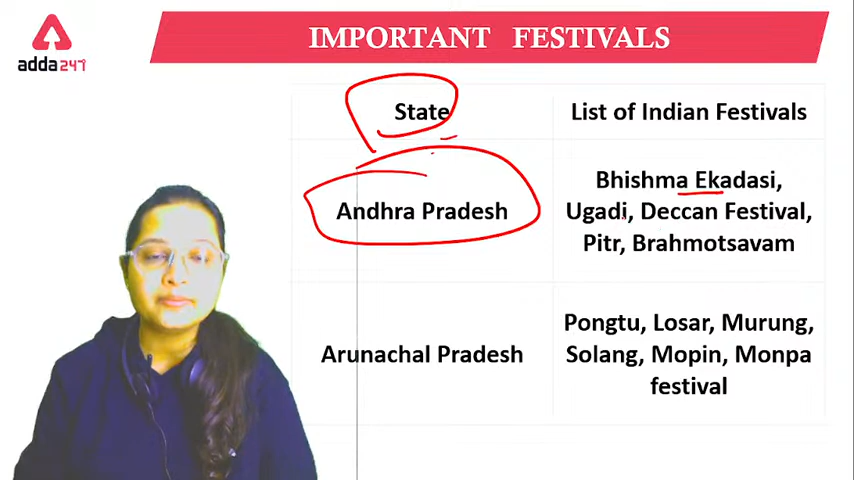 adda247
IMPORTANT FESTIVALS
State
List of Indian Festivals
Andhra Pradesh
Bhishma Ekadasi,
Ugadi, Deccan Festival,
Pitr, Brahmotsavam
Arunachal Pradesh
Pongtu, Losar, Murung,
Solang, Mopin, Monpa
festival